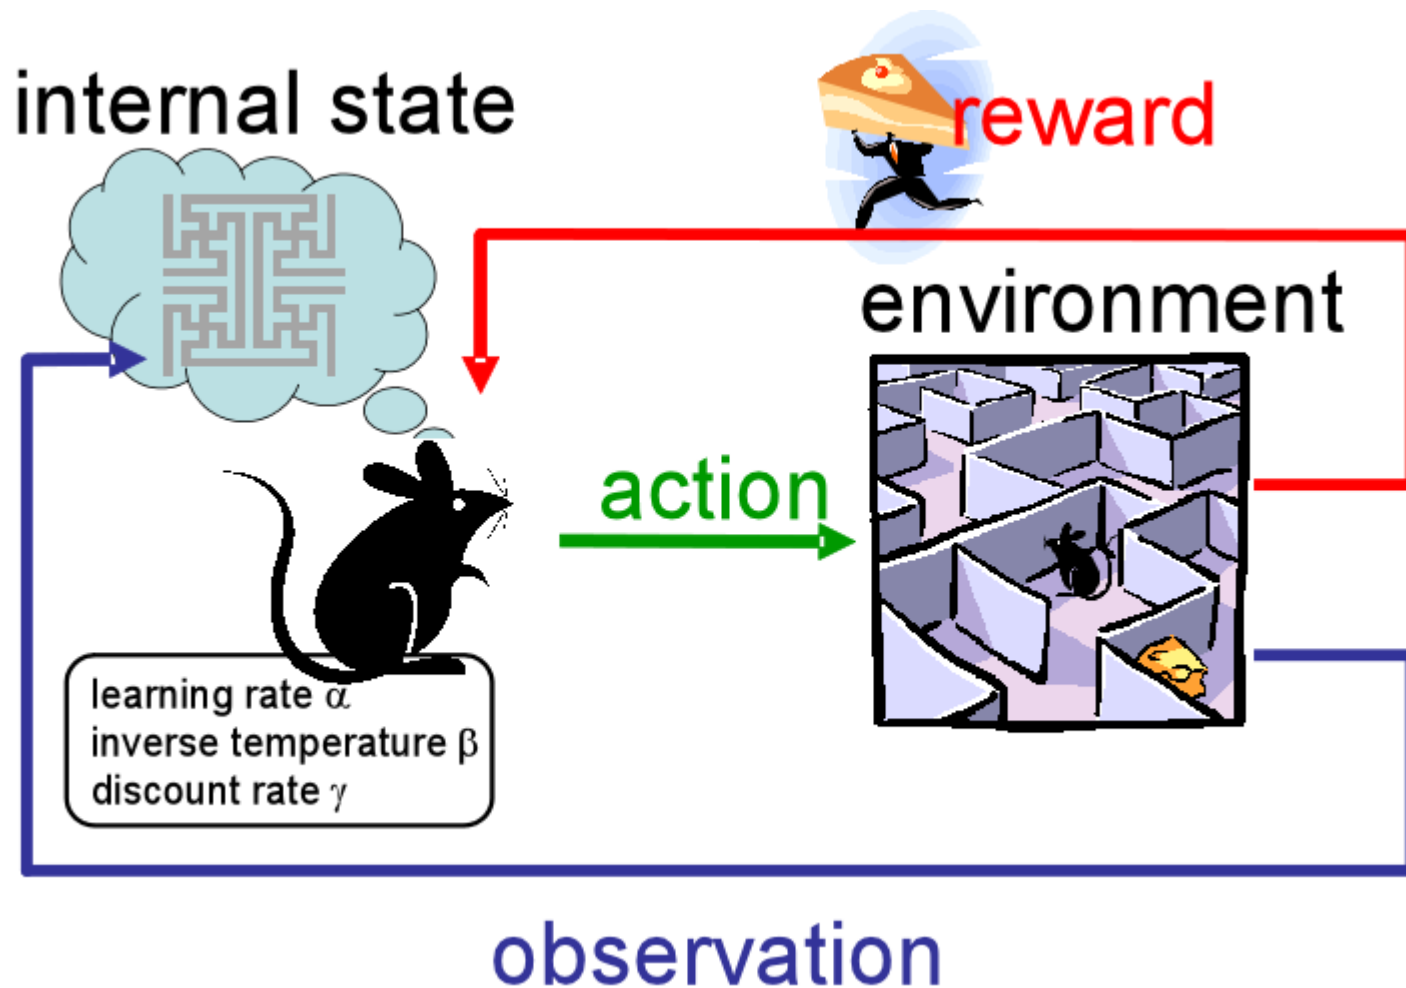 internal state
reward
environment
action
learning rate α
inverse temperature β
discount rate γ
observation